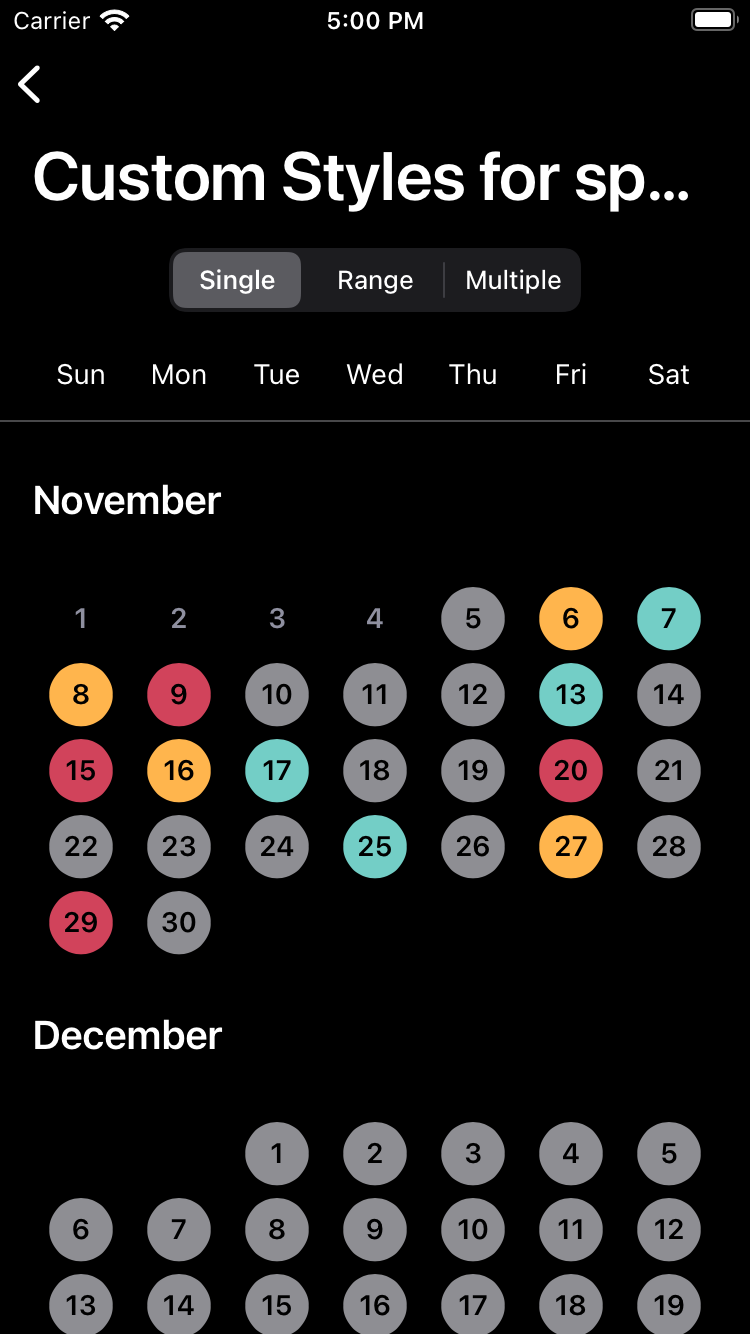 Carrier 5:00 PM
Custom Styles for sp...
Single Range Multiple
Sun Mon Tue Wed Thu Fri Sat
November
1 2 3 4 5 6 7
8 9 10 11 12 13 14
15 16 17 18 19 20 21
22 23 24 25 26 27 28
29 30
December
1 2 3 4 5
6 7 8 9 10 11 12
13 14 15 16 17 18 19